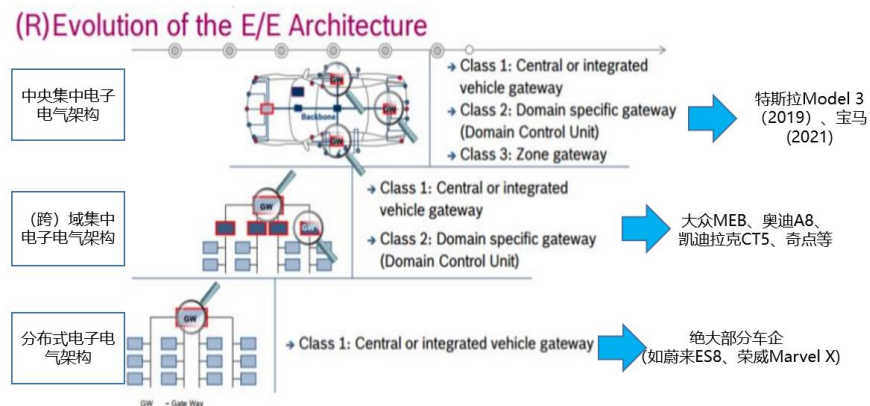 (R)Evolution of the E/E Architecture
中央集中电子
电气架构
GW
GW
Backbone
GW
→ Class 1: Central or integrated
vehicle gateway
→ Class 2: Domain specific gateway
(Domain Control Unit)
→ Class 3: Zone gateway
特斯拉Model 3
（2019）、宝马
(2021)
（跨）域集中
电子电气架构
GW
GW
→ Class 1: Central or integrated
vehicle gateway
→ Class 2: Domain specific gateway
(Domain Control Unit)
大众MEB、奥迪A8、
凯迪拉克CT5、奇点等
分布式电子电
气架构
GW
→ Class 1: Central or integrated vehicle gateway
绝大部分车企
(如蔚来ES8、荣威Marvel X)
GW – Gate Way